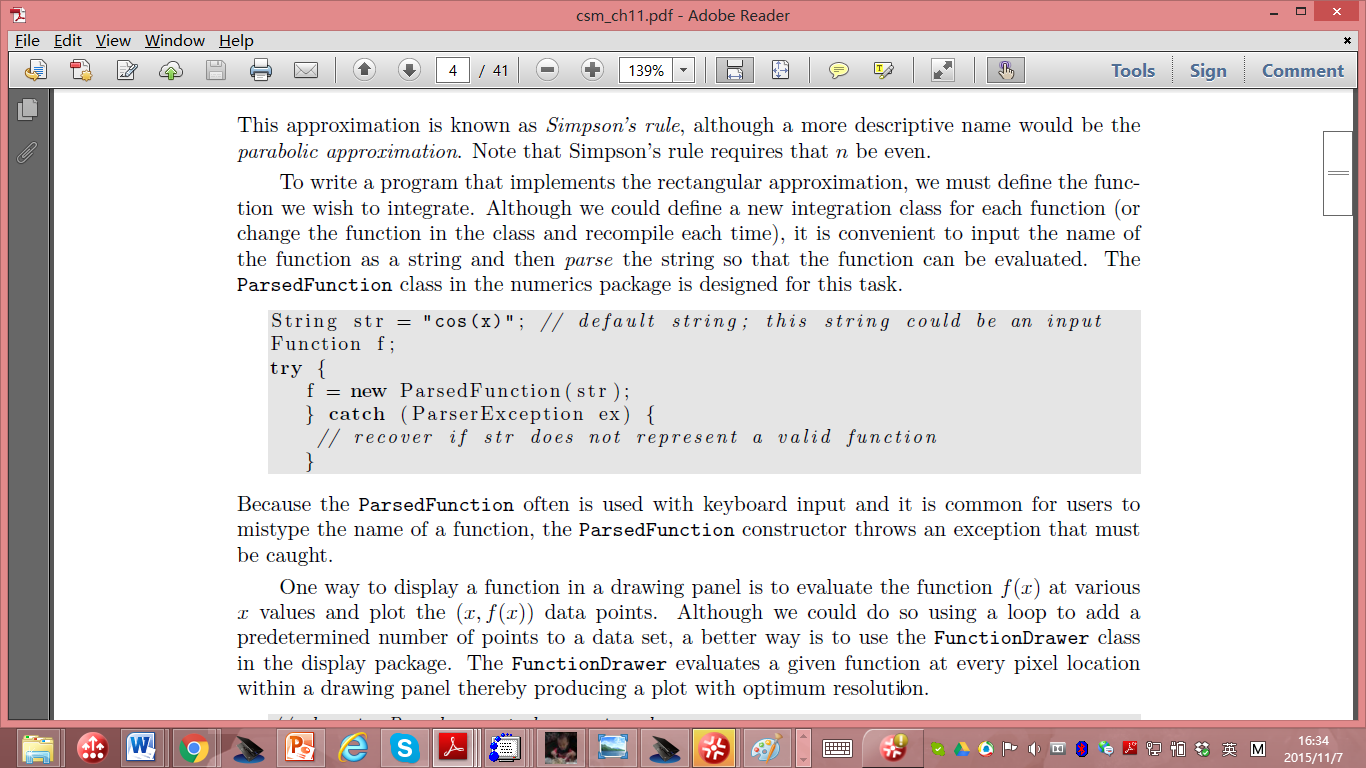 csm_ch11.pdf - Adobe Reader
File Edit View Window Help
4 / 41 139% Tools Sign Comment
This approximation is known as Simpson's rule, although a more descriptive name would be the
parabolic approximation. Note that Simpson's rule requires that n be even.
To write a program that implements the rectangular approximation, we must define the func-
tion we wish to integrate. Although we could define a new integration class for each function (or
change the function in the class and recompile each time), it is convenient to input the name of
the function as a string and then parse the string so that the function can be evaluated. The
ParsedFunction class in the numerics package is designed for this task.
String str = "cos(x)"; // default string; this string could be an input
Function f;
try {
f = new ParsedFunction(str);
} catch (ParserException ex) {
// recover if str does not represent a valid function
}
Because the ParsedFunction often is used with keyboard input and it is common for users to
mistype the name of a function, the ParsedFunction constructor throws an exception that must
be caught.
One way to display a function in a drawing panel is to evaluate the function f(x) at various
x values and plot the (x, f(x)) data points. Although we could do so using a loop to add a
predetermined number of points to a data set, a better way is to use the FunctionDrawer class
in the display package. The FunctionDrawer evaluates a given function at every pixel location
within a drawing panel thereby producing a plot with optimum resolution.
英 M
16:34
2015/11/7